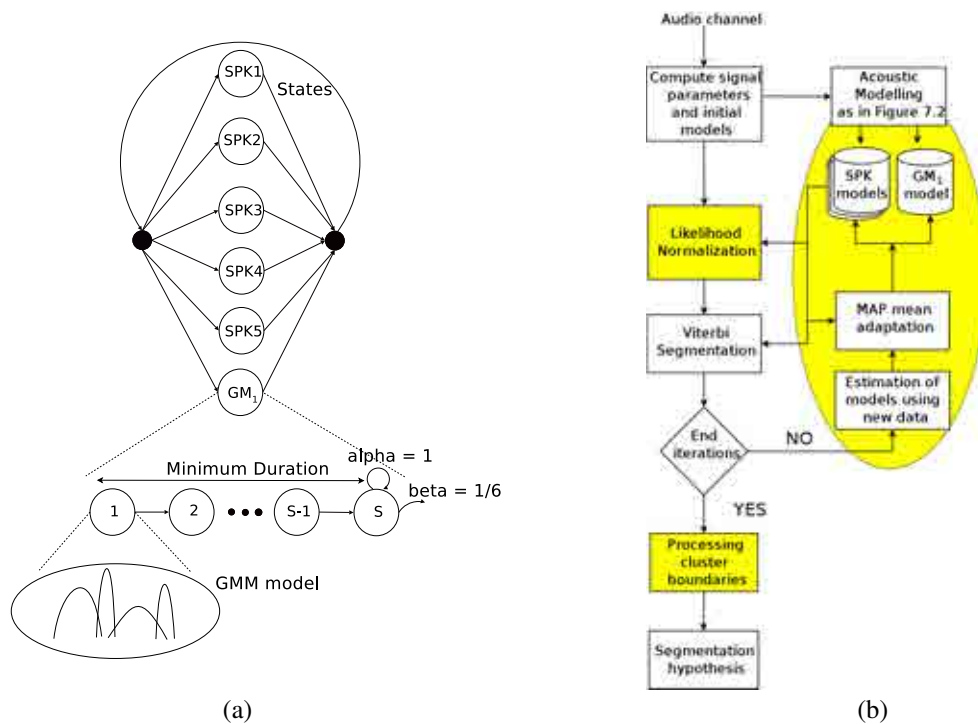 SPK1
States
SPK2
SPK3
SPK4
SPK5
GM1
Minimum Duration
alpha = 1
beta = 1/6
1
2
S-1
S
GMM model
(a)
Audio channel
Compute signal
parameters
and initial
models
Acoustic
Modelling
as in Figure 7.2
SPK
models
GM1
model
Likelihood
Normalization
MAP mean
adaptation
Viterbi
Segmentation
Estimation of
models using
new data
End
iterations
NO
YES
Processing
cluster
boundaries
Segmentation
hypothesis
(b)